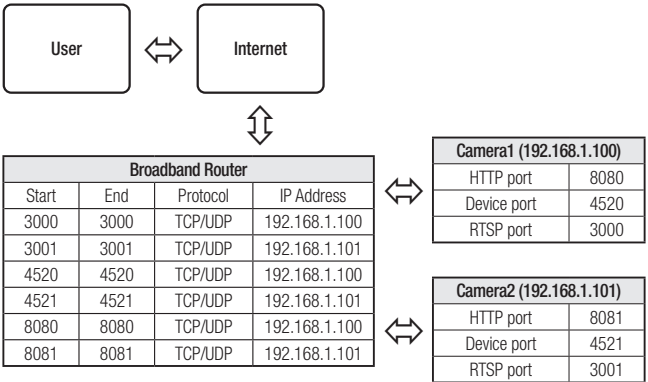 User
Internet
Broadband Router
Start End Protocol IP Address
3000 3000 TCP/UDP 192.168.1.100
3001 3001 TCP/UDP 192.168.1.101
4520 4520 TCP/UDP 192.168.1.100
4521 4521 TCP/UDP 192.168.1.101
8080 8080 TCP/UDP 192.168.1.100
8081 8081 TCP/UDP 192.168.1.101
Camera1 (192.168.1.100)
HTTP port 8080
Device port 4520
RTSP port 3000
Camera2 (192.168.1.101)
HTTP port 8081
Device port 4521
RTSP port 3001